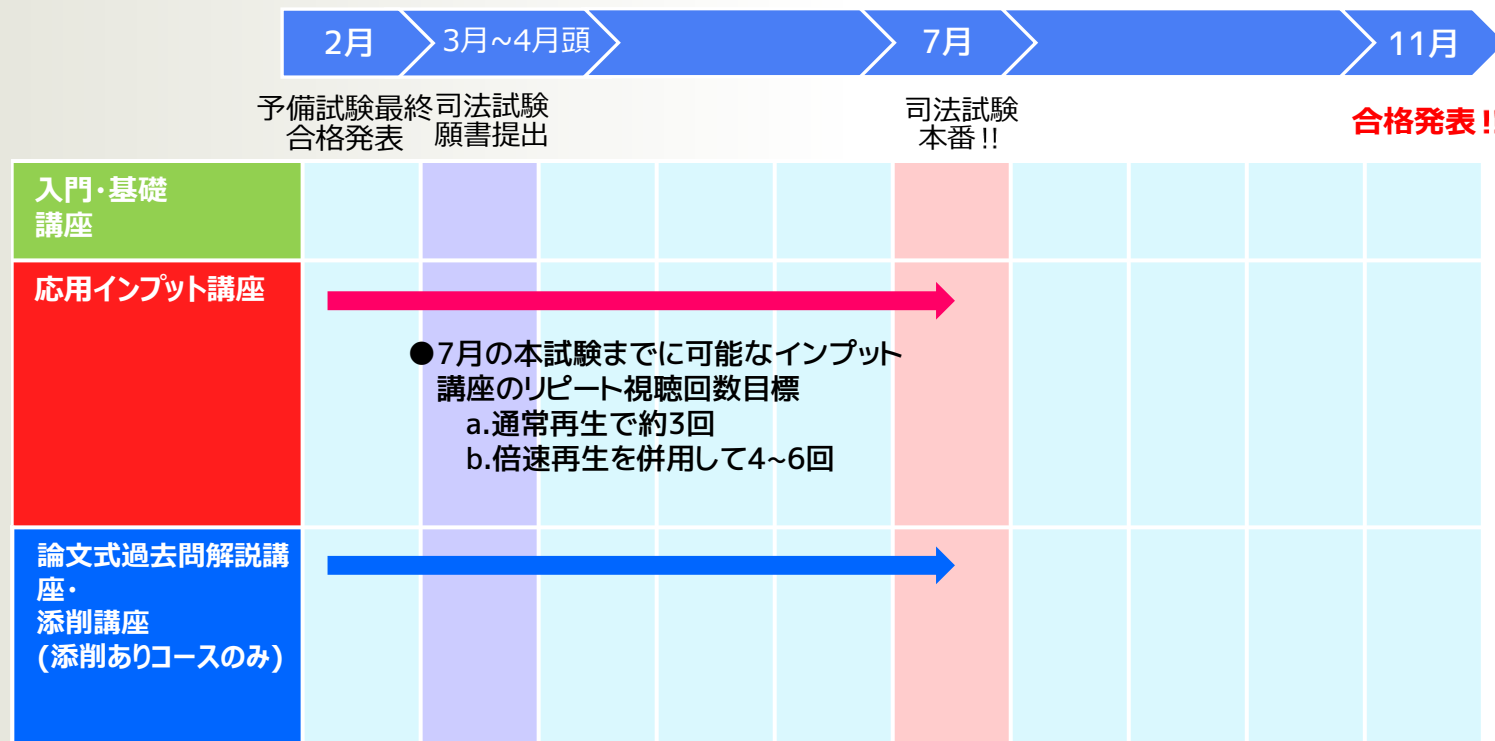 2月
3月~4月頭
7月
11月
予備試験最終
合格発表
司法試験
願書提出
司法試験
本番!!
合格発表!!
入門・基礎
講座
応用インプット講座
●7月の本試験までに可能なインプット
講座のリピート視聴回数目標
a.通常再生で約3回
b.倍速再生を併用して4~6回
論文式過去問解説講
座・
添削講座
(添削ありコースのみ)